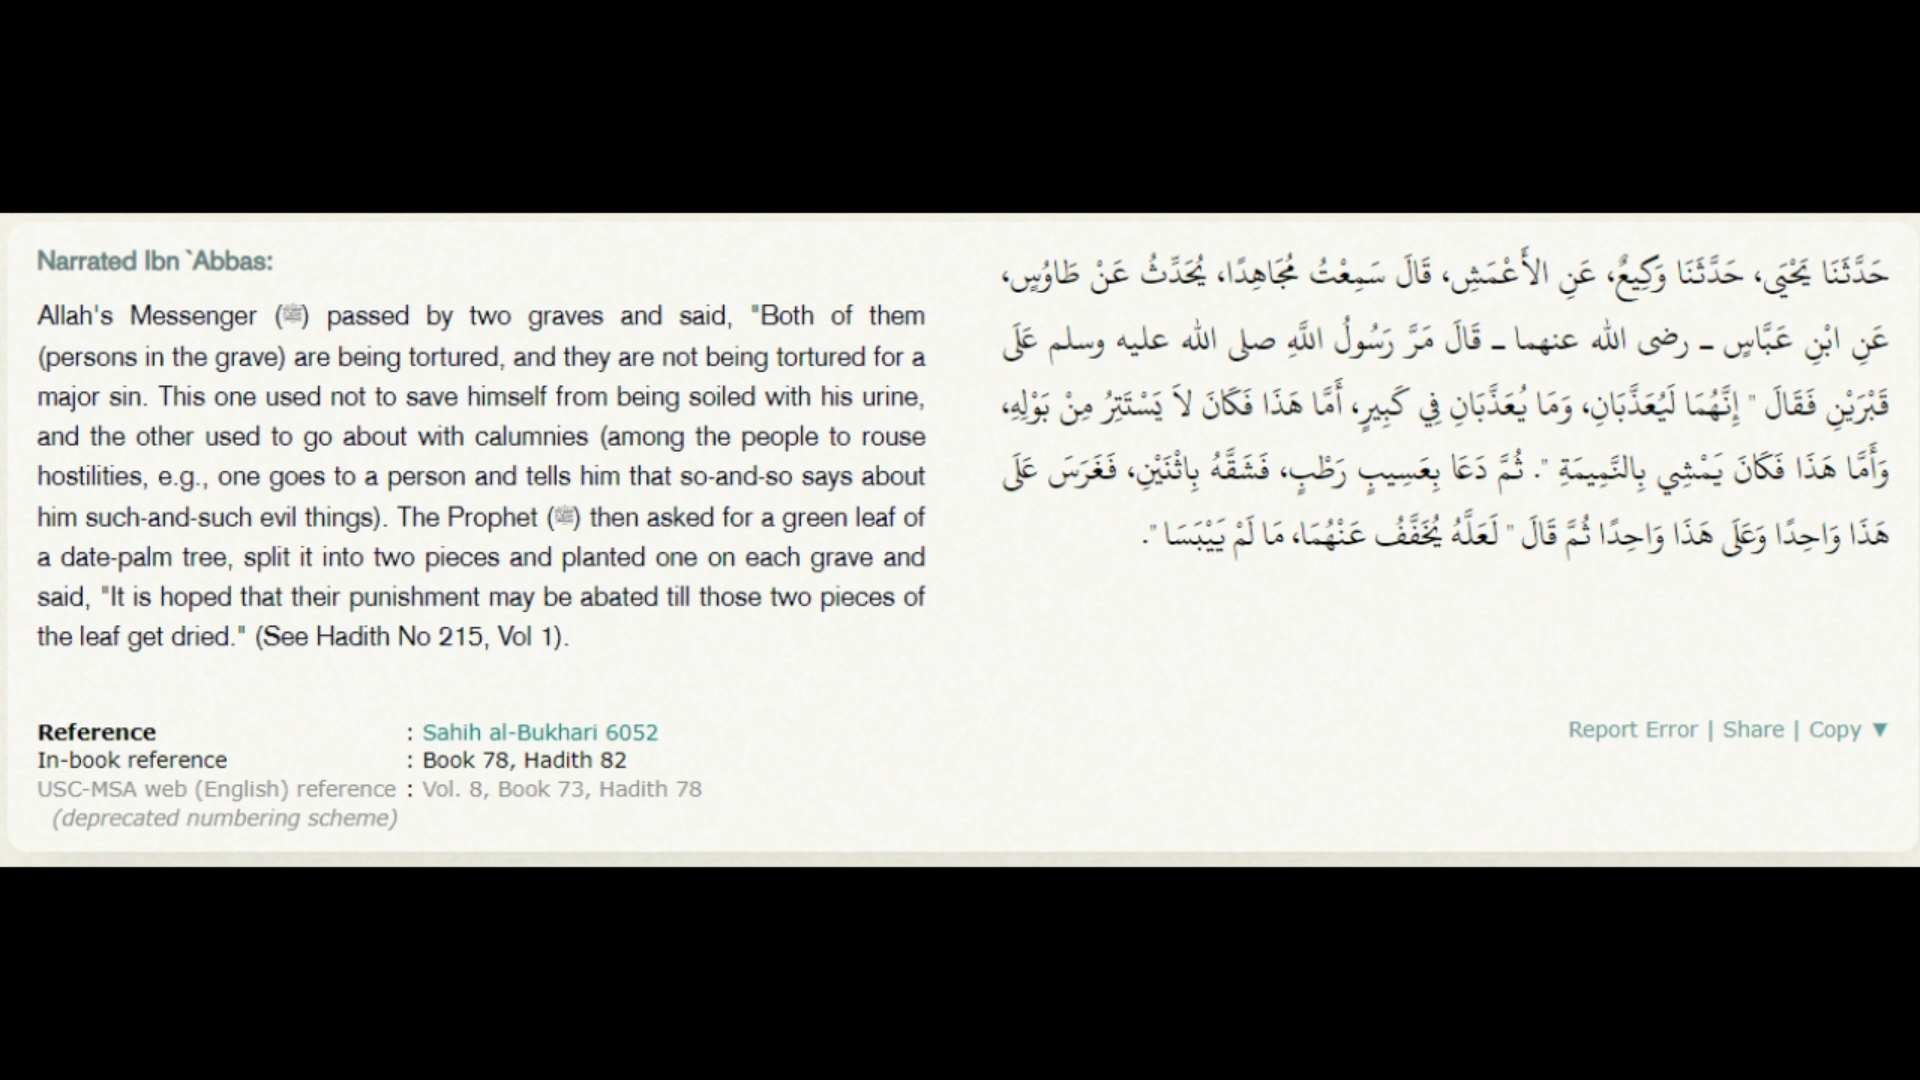 Narrated Ibn `Abbas:
Allah's Messenger (ﷺ) passed by two graves and said, "Both of them
(persons in the grave) are being tortured, and they are not being tortured for a
major sin. This one used not to save himself from being soiled with his urine,
and the other used to go about with calumnies (among the people to rouse
hostilities, e.g., one goes to a person and tells him that so-and-so says about
him such-and-such evil things). The Prophet (ﷺ) then asked for a green leaf of
a date-palm tree, split it into two pieces and planted one on each grave and
said, "It is hoped that their punishment may be abated till those two pieces of
the leaf get dried." (See Hadith No 215, Vol 1).
حَدَّثَنَا يَحْيَى، حَدَّثَنَا وَكِيعٌ، عَنِ الأَعْمَشِ، قَالَ سَمِعْتُ مُجَاهِدًا، يُحَدِّثُ عَنْ طَاوُسٍ،
عَنِ ابْنِ عَبَّاسٍ ـ رضى الله عنهما ـ قَالَ مَرَّ رَسُولُ اللَّهِ صلى الله عليه وسلم عَلَى
قَبْرَيْنِ فَقَالَ " إِنَّهُمَا لَيُعَذَّبَانِ، وَمَا يُعَذَّبَانِ فِي كَبِيرٍ، أَمَّا هَذَا فَكَانَ لاَ يَسْتَتِرُ مِنْ بَوْلِهِ،
وَأَمَّا هَذَا فَكَانَ يَمْشِي بِالنَّمِيمَةِ ". ثُمَّ دَعَا بِعَسِيبٍ رَطْبٍ، فَشَقَّهُ بِاثْنَيْنِ، فَغَرَسَ عَلَى
هَذَا وَاحِدًا وَعَلَى هَذَا وَاحِدًا ثُمَّ قَالَ " لَعَلَّهُ يُخَفَّفُ عَنْهُمَا، مَا لَمْ يَيْبَسَا ".
Reference : Sahih al-Bukhari 6052
In-book reference : Book 78, Hadith 82
USC-MSA web (English) reference : Vol. 8, Book 73, Hadith 78
(deprecated numbering scheme)
Report Error | Share | Copy ▼